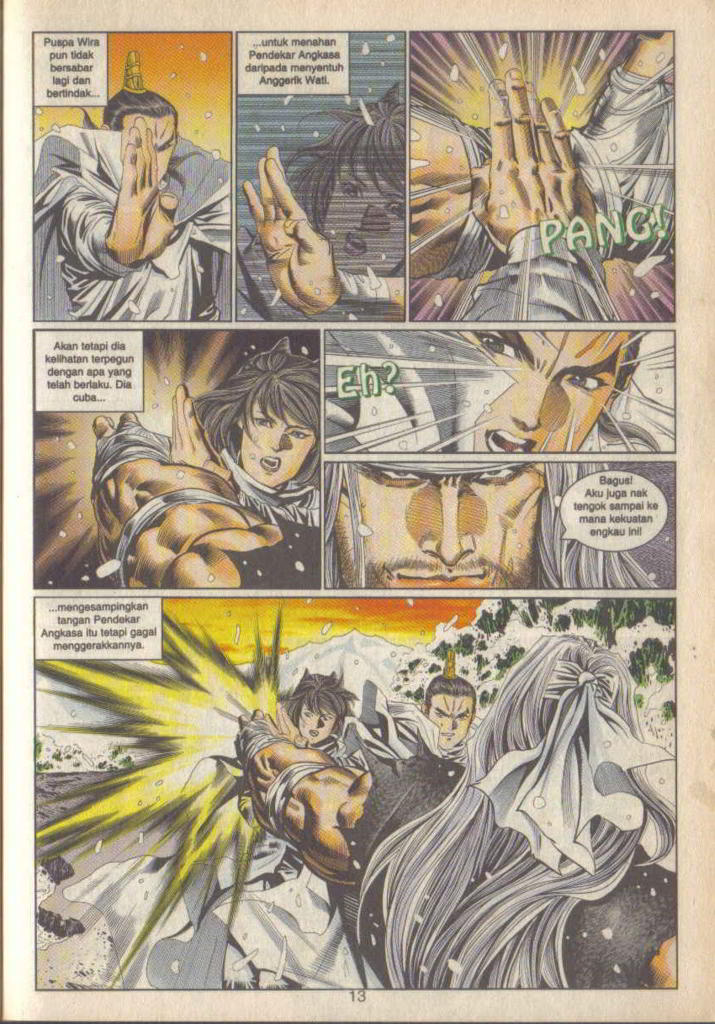 Puspa Wira
pun tidak
bersabar
lagi dan
bertindak...
...untuk menahan
Pendekar Angkasa
daripada menyentuh
Anggerik Wati.
PANG!
Akan tetapi dia
kelihatan terpegun
dengan apa yang
telah berlaku. Dia
cuba...
Eh?
Bagus!
Aku juga nak
tengok sampai ke
mana kekuatan
engkau ini!
...mengesampingkan
tangan Pendekar
Angkasa itu tetapi gagal
menggerakkannya.
13